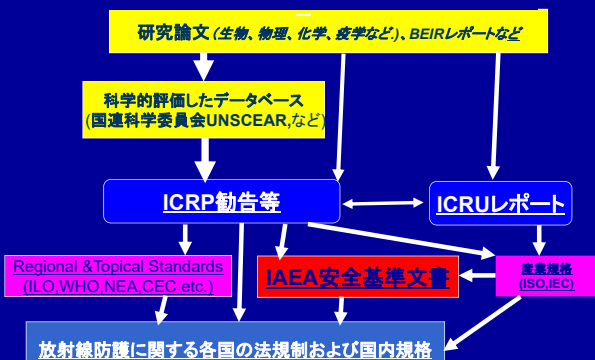 研究論文(生物、物理、化学、疫学など.)、BEIRレポートなど
科学的評価したデータベース
(国連科学委員会UNSCEAR,など)
ICRP勧告等
ICRUレポート
Regional &Topical Standards
(ILO,WHO,NEA,CEC etc.)
IAEA安全基準文書
産業規格
(ISO,IEC)
放射線防護に関する各国の法規制および国内規格